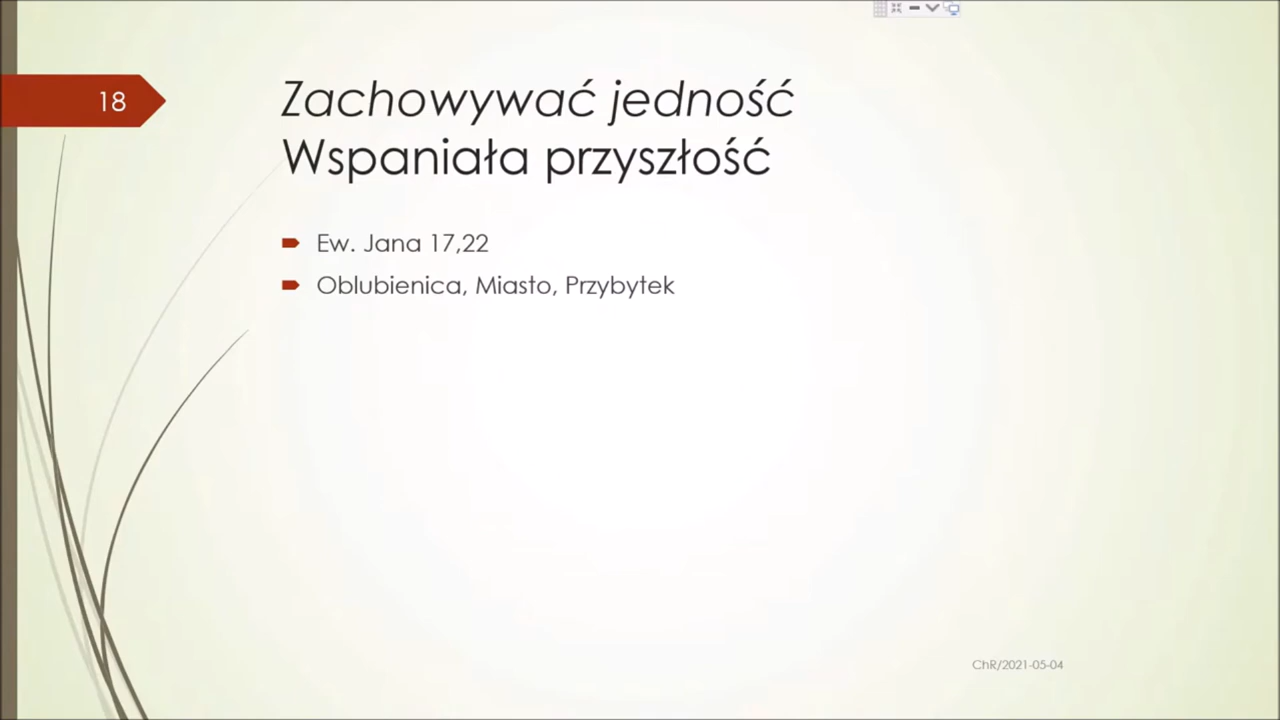 18
Zachowywać jedność
Wspaniała przyszłość
Ew. Jana 17,22
Oblubienica, Miasto, Przybytek
ChR/2021-05-04